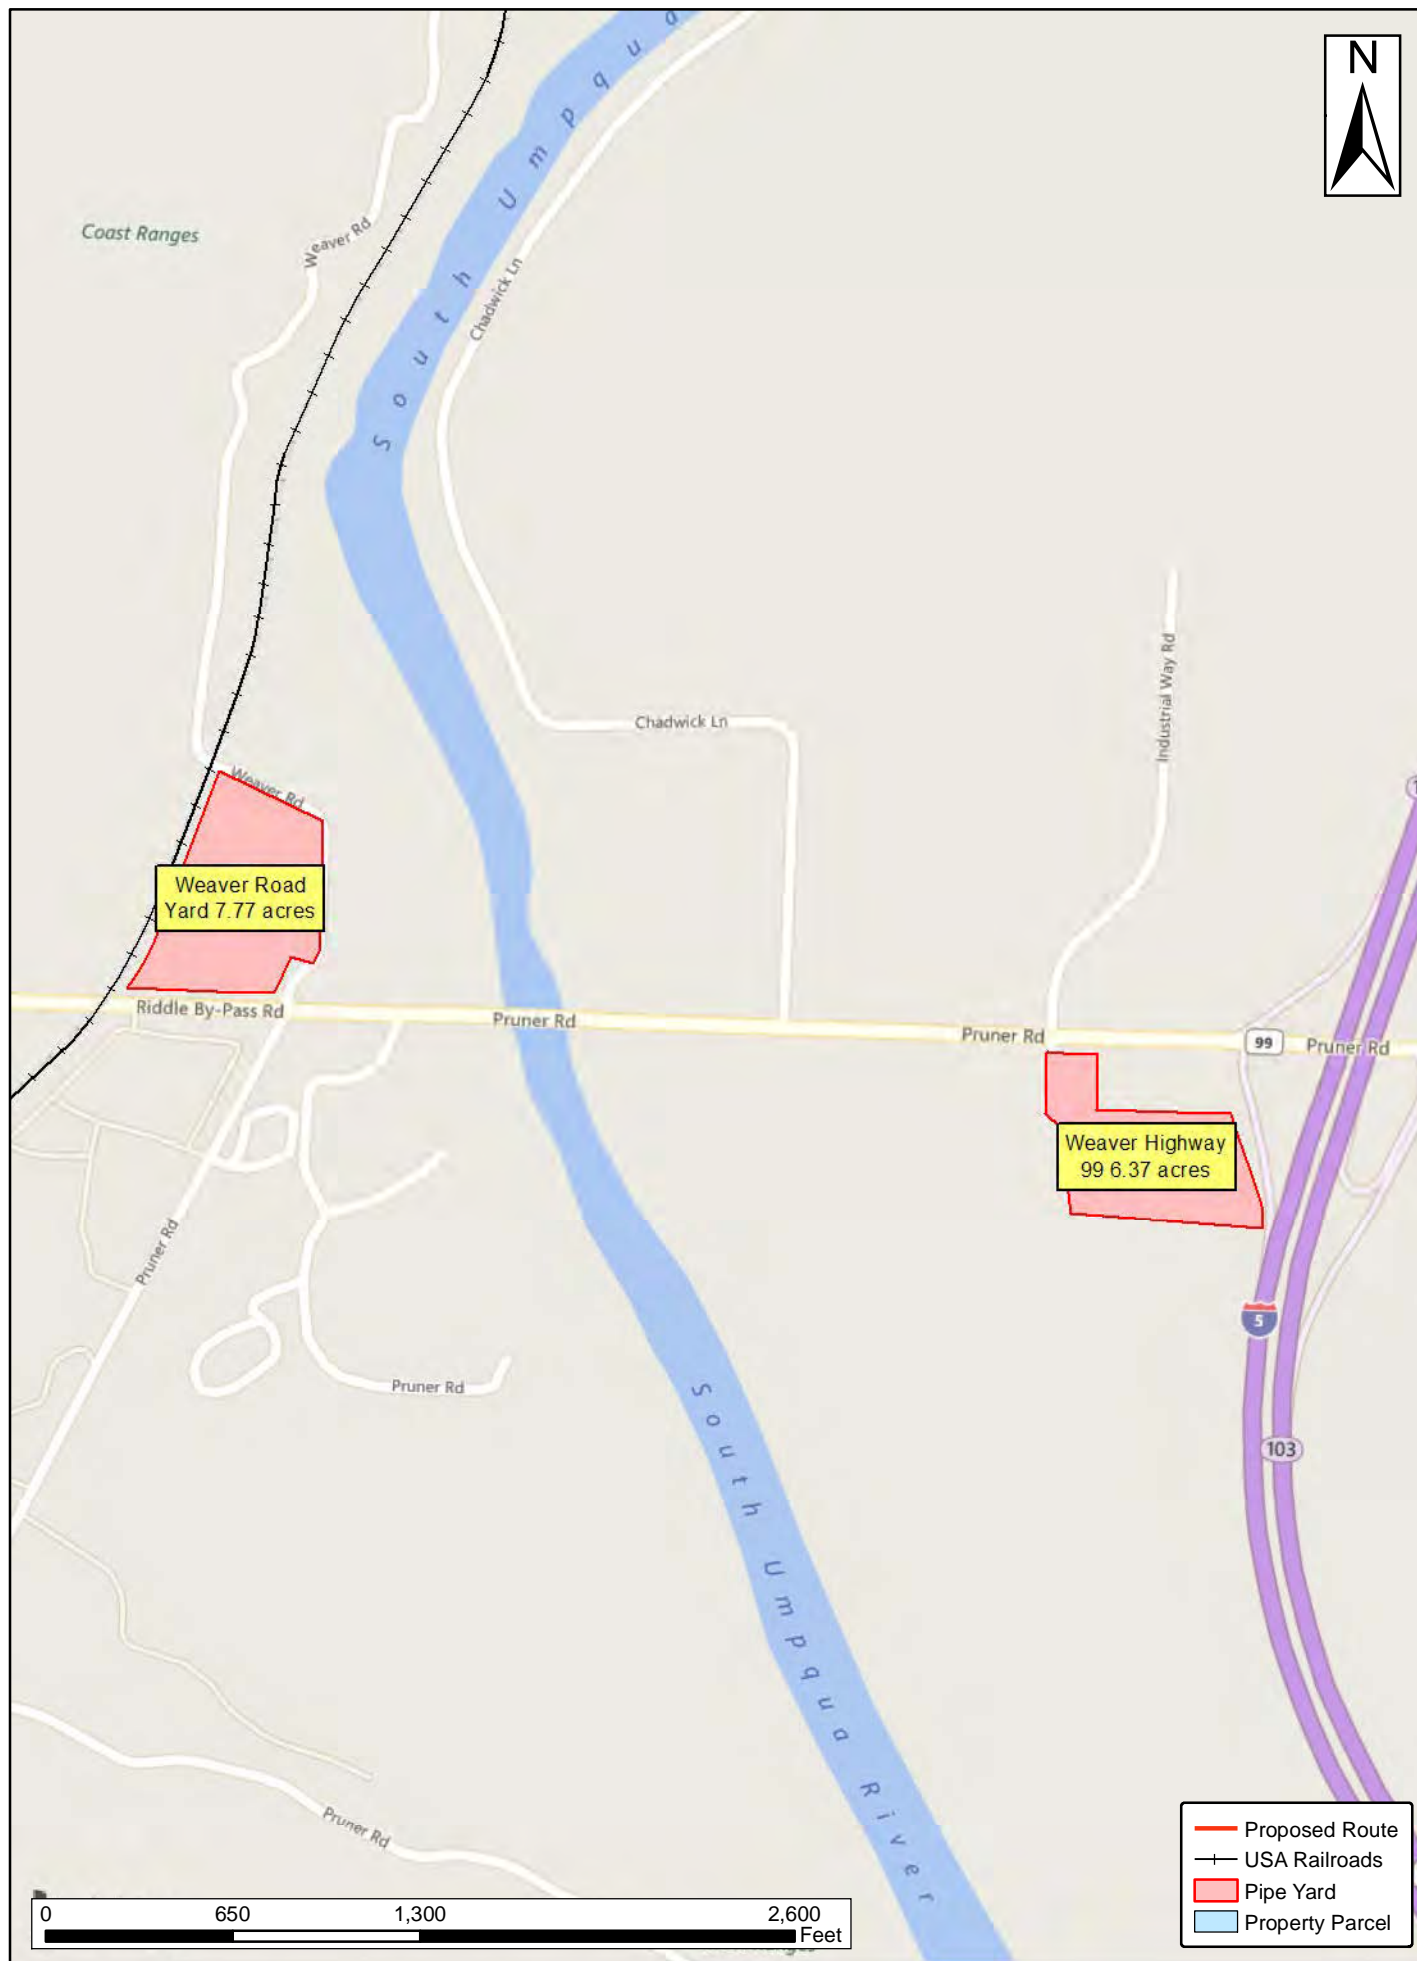 South Umpqua
N
Coast Ranges
Weaver Rd
Chadwick Ln
Industrial Way Rd
Chadwick Ln
Weaver Rd
Weaver Road
Yard 7.77 acres
Riddle By-Pass Rd
Pruner Rd
Pruner Rd
99
Pruner Rd
Weaver Highway
99 6.37 acres
Pruner Rd
5
Pruner Rd
103
South Umpqua River
Pruner Rd
Proposed Route
USA Railroads
Pipe Yard
Property Parcel
0 650 1,300 2,600
Feet